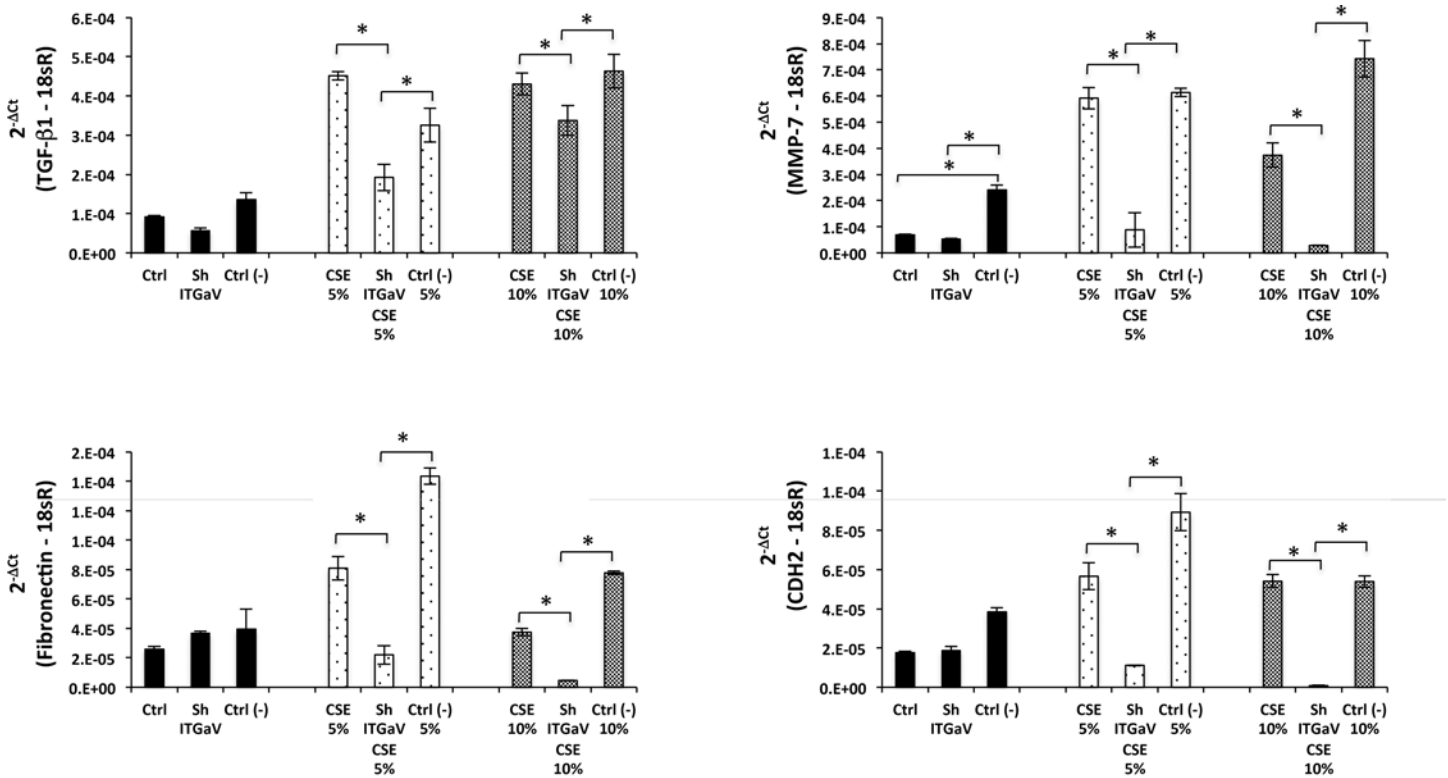 6.E-04
5.E-04
4.E-04
3.E-04
2.E-04
1.E-04
0.E+00
2-ΔCt
(TGF-β1 - 18sR)
* * * *
Ctrl Sh Ctrl (-) CSE Sh Ctrl (-) CSE Sh Ctrl (-)
ITGaV 5% ITGaV 5% 10% ITGaV 10%
CSE CSE
5% 10%
9.E-04
8.E-04
7.E-04
6.E-04
5.E-04
4.E-04
3.E-04
2.E-04
1.E-04
0.E+00
2-ΔCt
(MMP-7 - 18sR)
* * * * * *
Ctrl Sh Ctrl (-) CSE Sh Ctrl (-) CSE Sh Ctrl (-)
ITGaV 5% ITGaV 5% 10% ITGaV 10%
CSE CSE
5% 10%
2.E-04
1.E-04
1.E-04
1.E-04
8.E-05
6.E-05
4.E-05
2.E-05
0.E+00
2-ΔCt
(Fibronectin - 18sR)
* * * *
Ctrl Sh Ctrl (-) CSE Sh Ctrl (-) CSE Sh Ctrl (-)
ITGaV 5% ITGaV 5% 10% ITGaV 10%
CSE CSE
5% 10%
1.E-04
1.E-04
8.E-05
6.E-05
4.E-05
2.E-05
0.E+00
2-ΔCt
(CDH2 - 18sR)
* * * *
Ctrl Sh Ctrl (-) CSE Sh Ctrl (-) CSE Sh Ctrl (-)
ITGaV 5% ITGaV 5% 10% ITGaV 10%
CSE CSE
5% 10%